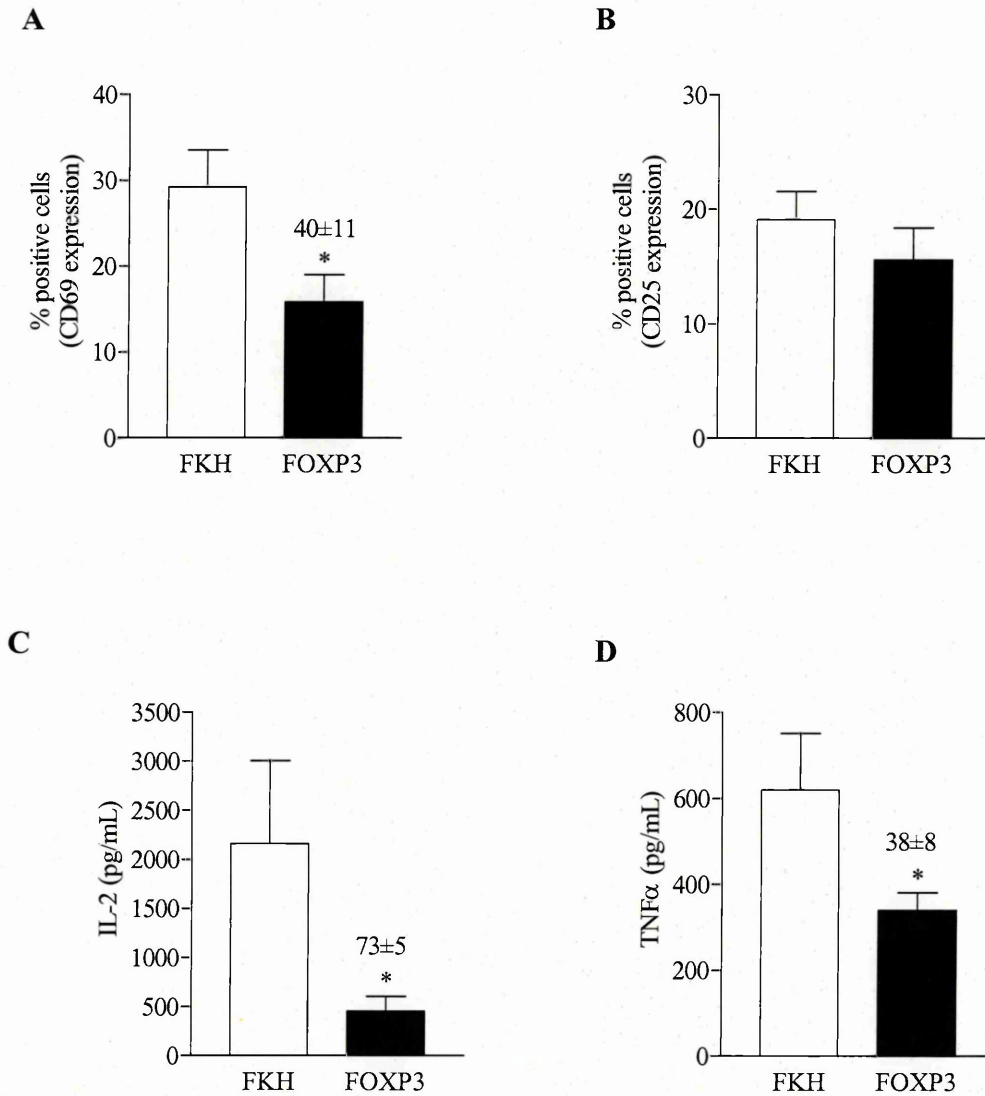 A
B
40
30
20
10
0
% positive cells
(CD69 expression)
40±11
*
FKH
FOXP3
30
20
10
0
% positive cells
(CD25 expression)
FKH
FOXP3
C
D
3500
3000
2500
2000
1500
1000
500
0
IL-2 (pg/mL)
73±5
*
FKH
FOXP3
800
600
400
200
0
TNFα (pg/mL)
38±8
*
FKH
FOXP3